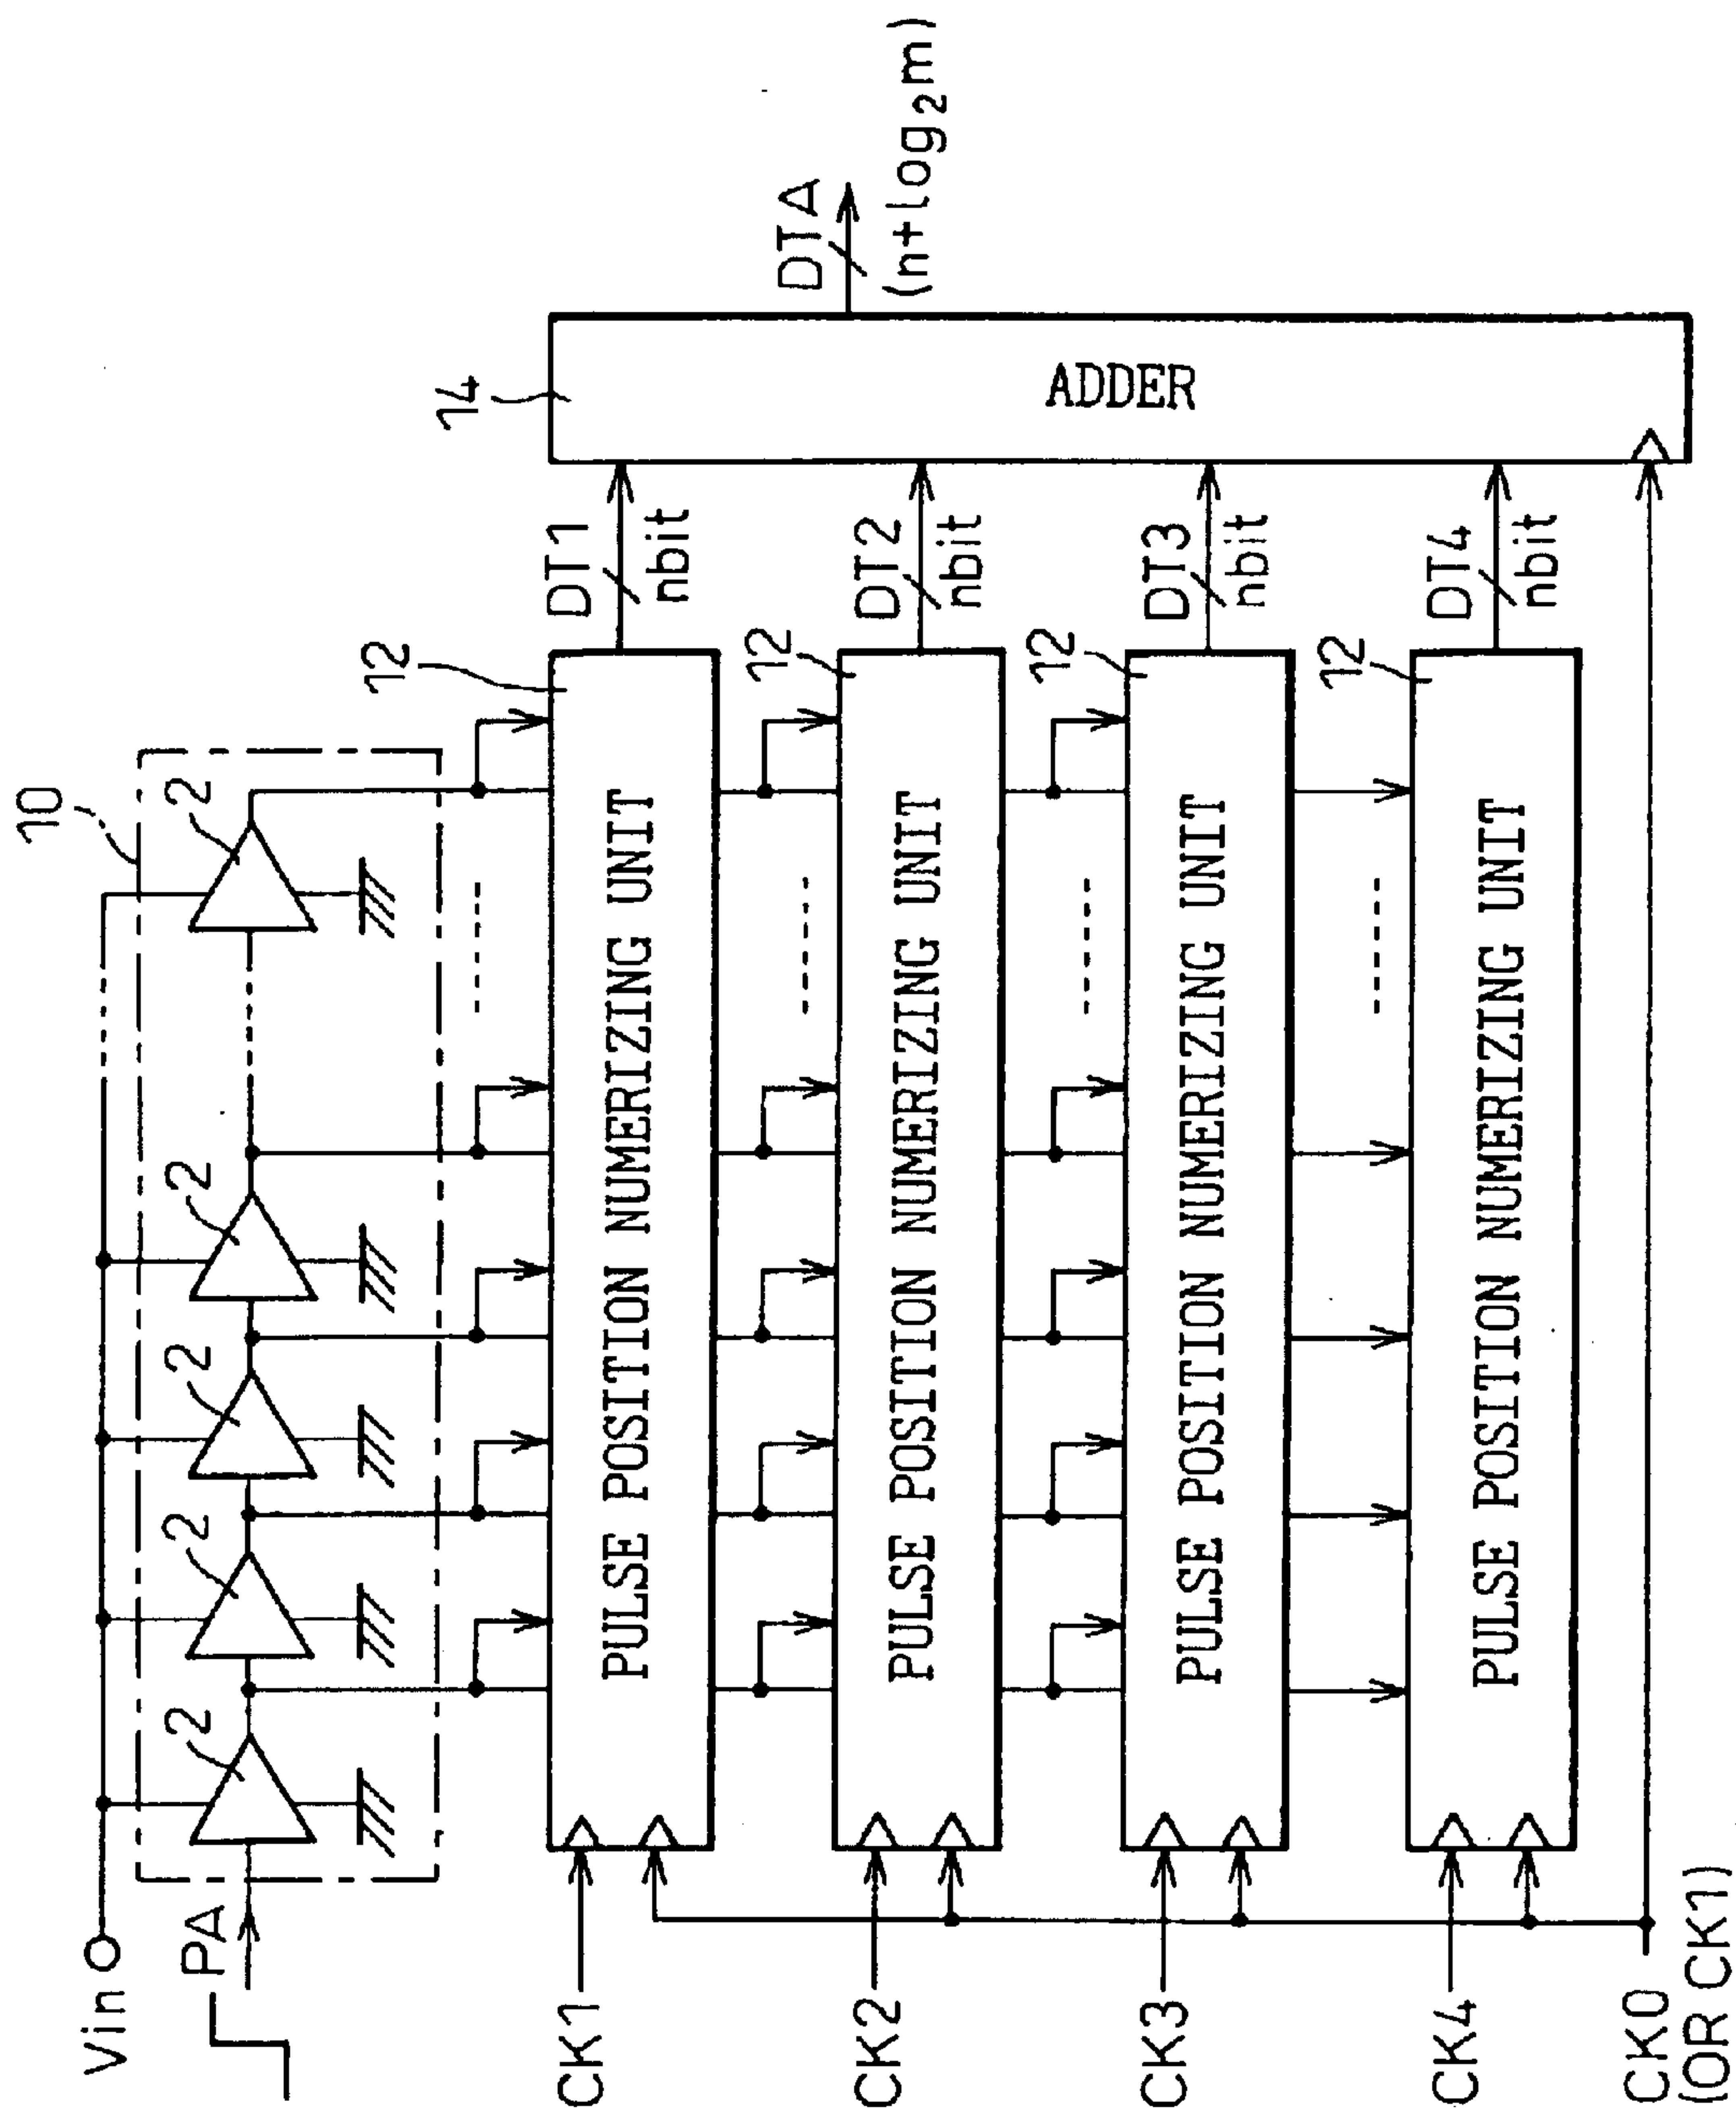 10
Vin
PA
2
2
2
2
2
12
14
CK1
PULSE POSITION NUMERIZING UNIT
DT1
nbit
DTA
(n+log₂m)
12
CK2
PULSE POSITION NUMERIZING UNIT
DT2
nbit
ADDER
12
CK3
PULSE POSITION NUMERIZING UNIT
DT3
nbit
12
CK4
PULSE POSITION NUMERIZING UNIT
DT4
nbit
CK0
(OR CK1)